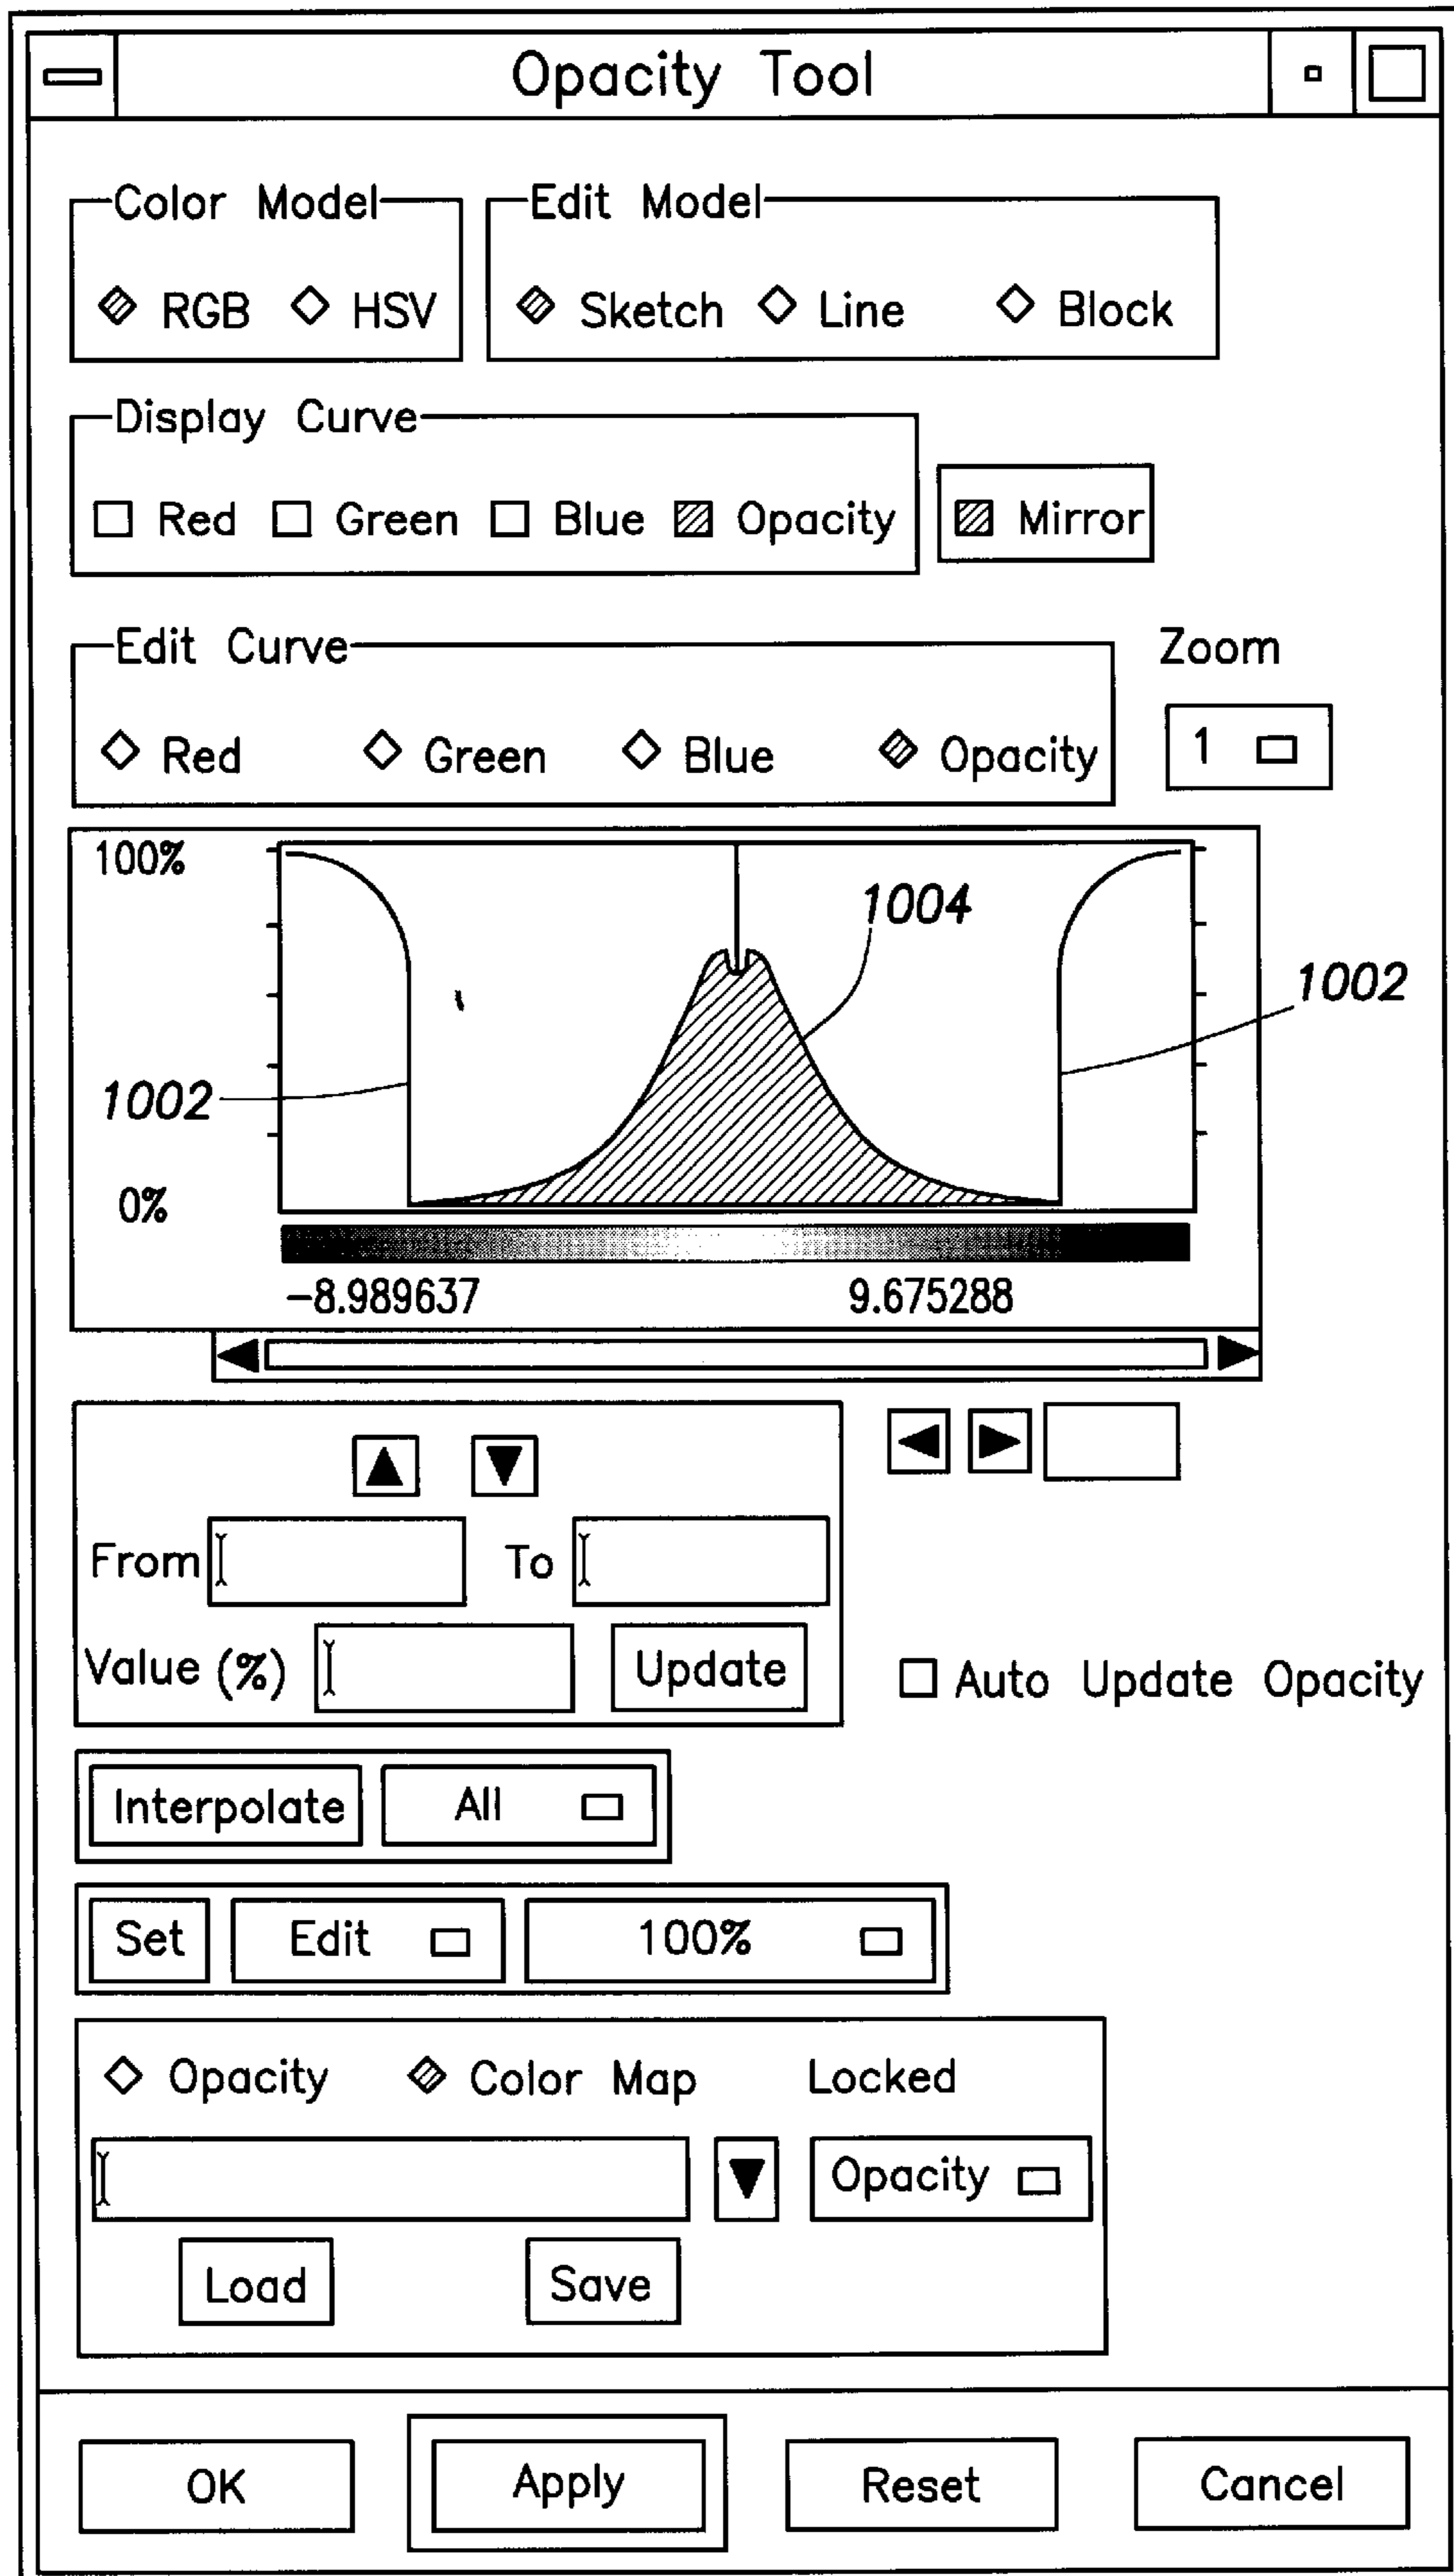 Opacity Tool
Color Model
Edit Model
RGB HSV
Sketch Line Block
Display Curve
Red Green Blue Opacity
Mirror
Edit Curve
Zoom
Red Green Blue Opacity
1
100%
1004
1002
1002
0%
-8.989637 9.675288
From To
Value (%) Update
Auto Update Opacity
Interpolate All
Set Edit 100%
Opacity Color Map Locked
Opacity
Load Save
OK Apply Reset Cancel